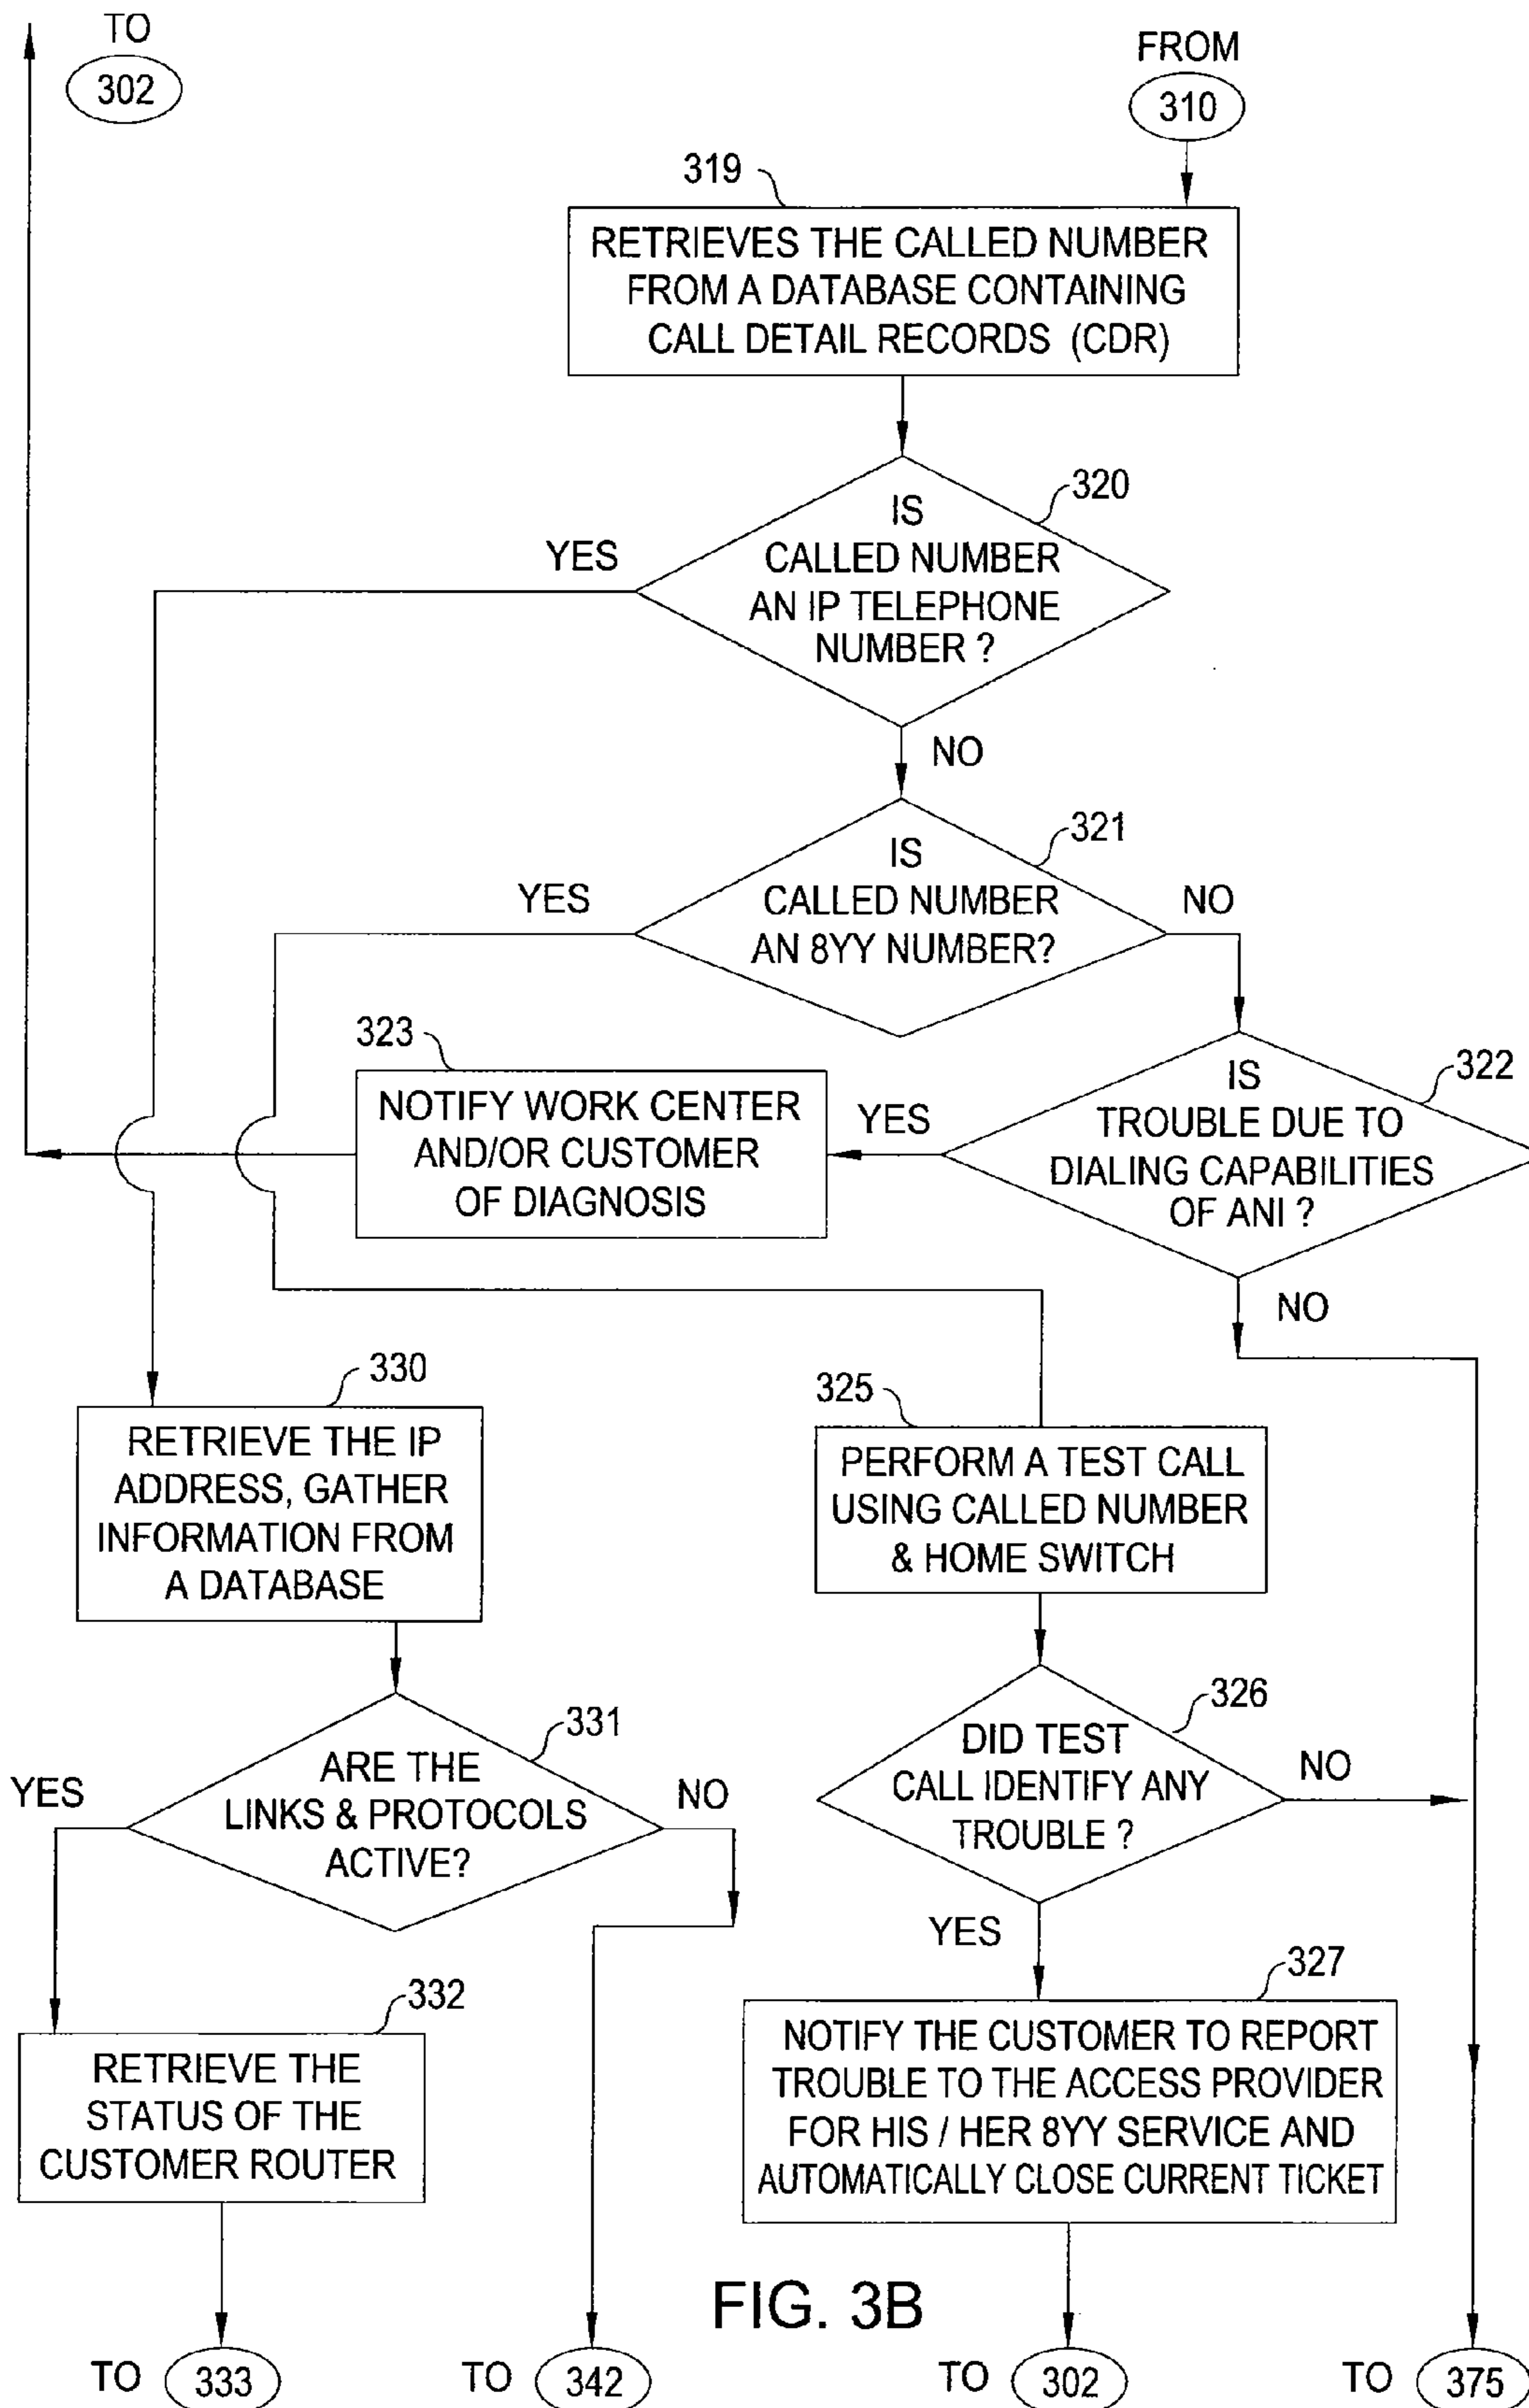 TO
302
FROM
310
319
RETRIEVES THE CALLED NUMBER
FROM A DATABASE CONTAINING
CALL DETAIL RECORDS (CDR)
320
IS
CALLED NUMBER
AN IP TELEPHONE
NUMBER ?
YES
NO
321
IS
CALLED NUMBER
AN 8YY NUMBER?
YES
NO
322
IS
TROUBLE DUE TO
DIALING CAPABILITIES
OF ANI ?
YES
NO
323
NOTIFY WORK CENTER
AND/OR CUSTOMER
OF DIAGNOSIS
330
RETRIEVE THE IP
ADDRESS, GATHER
INFORMATION FROM
A DATABASE
325
PERFORM A TEST CALL
USING CALLED NUMBER
& HOME SWITCH
331
ARE THE
LINKS & PROTOCOLS
ACTIVE?
YES
NO
326
DID TEST
CALL IDENTIFY ANY
TROUBLE ?
NO
YES
332
RETRIEVE THE
STATUS OF THE
CUSTOMER ROUTER
327
NOTIFY THE CUSTOMER TO REPORT
TROUBLE TO THE ACCESS PROVIDER
FOR HIS / HER 8YY SERVICE AND
AUTOMATICALLY CLOSE CURRENT TICKET
FIG. 3B
TO 333
TO 342
TO 302
TO 375